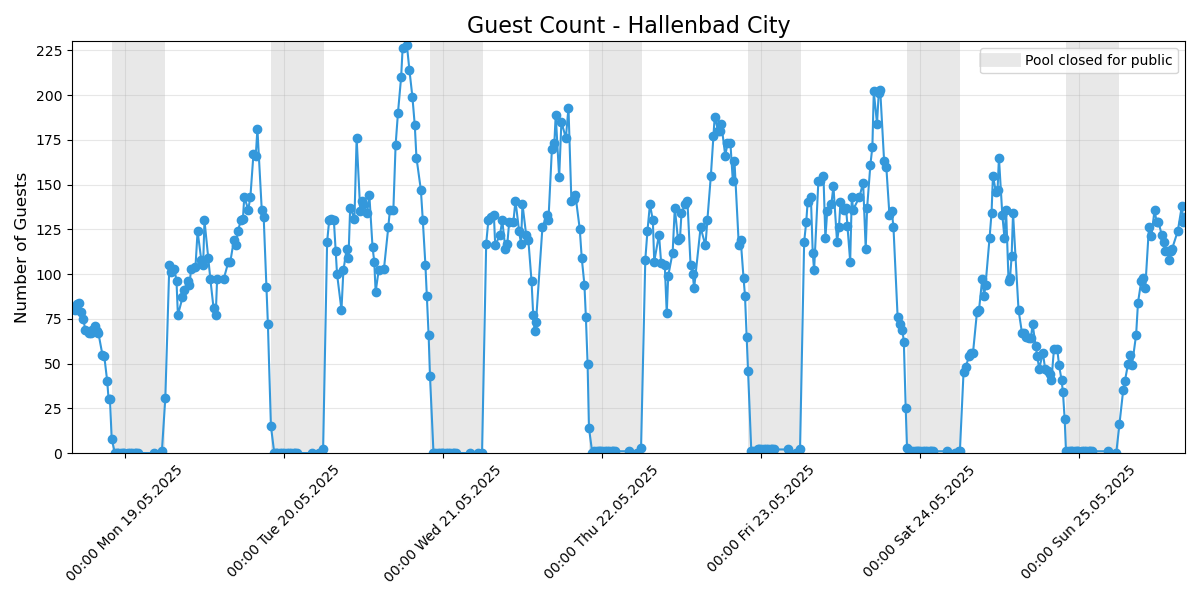 Guest Count - Hallenbad City
Pool closed for public
Number of Guests
225
200
175
150
125
100
75
50
25
0
00:00 Mon 19.05.2025
00:00 Tue 20.05.2025
00:00 Wed 21.05.2025
00:00 Thu 22.05.2025
00:00 Fri 23.05.2025
00:00 Sat 24.05.2025
00:00 Sun 25.05.2025